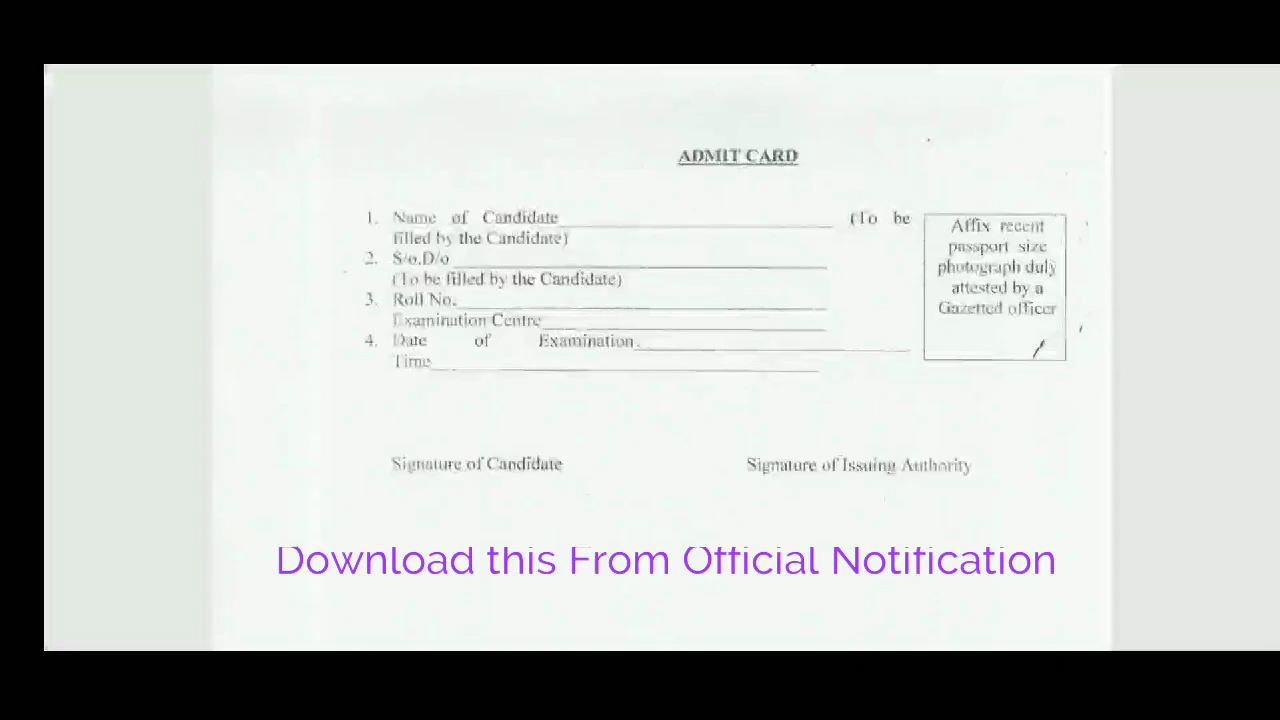 ADMIT CARD
1. Name of Candidate (To be
filled by the Candidate)
2. S/o.D/o
(To be filled by the Candidate)
3. Roll No.
Examination Centre
4. Date of Examination.
Time
Affix recent
passport size
photograph duly
attested by a
Gazetted officer
Signature of Candidate Signature of Issuing Authority
Download this From Official Notification